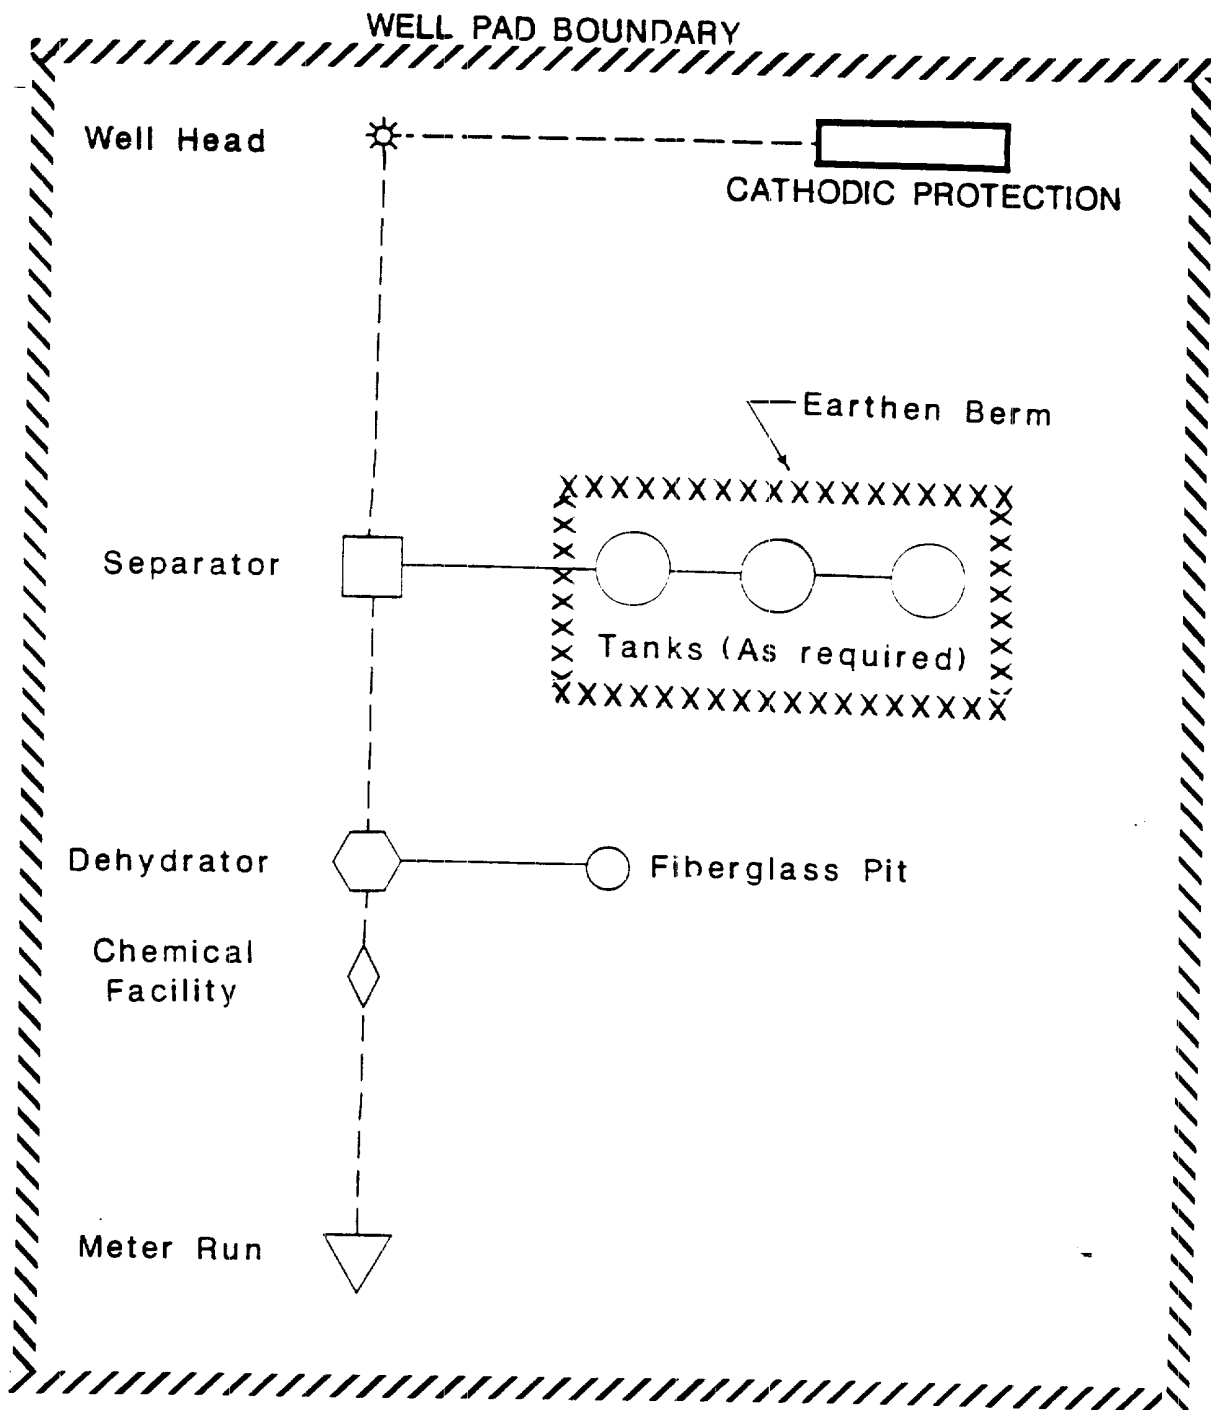 WELL PAD BOUNDARY
Well Head
CATHODIC PROTECTION
Earthen Berm
Separator
Tanks (As required)
Dehydrator
Fiberglass Pit
Chemical
Facility
Meter Run